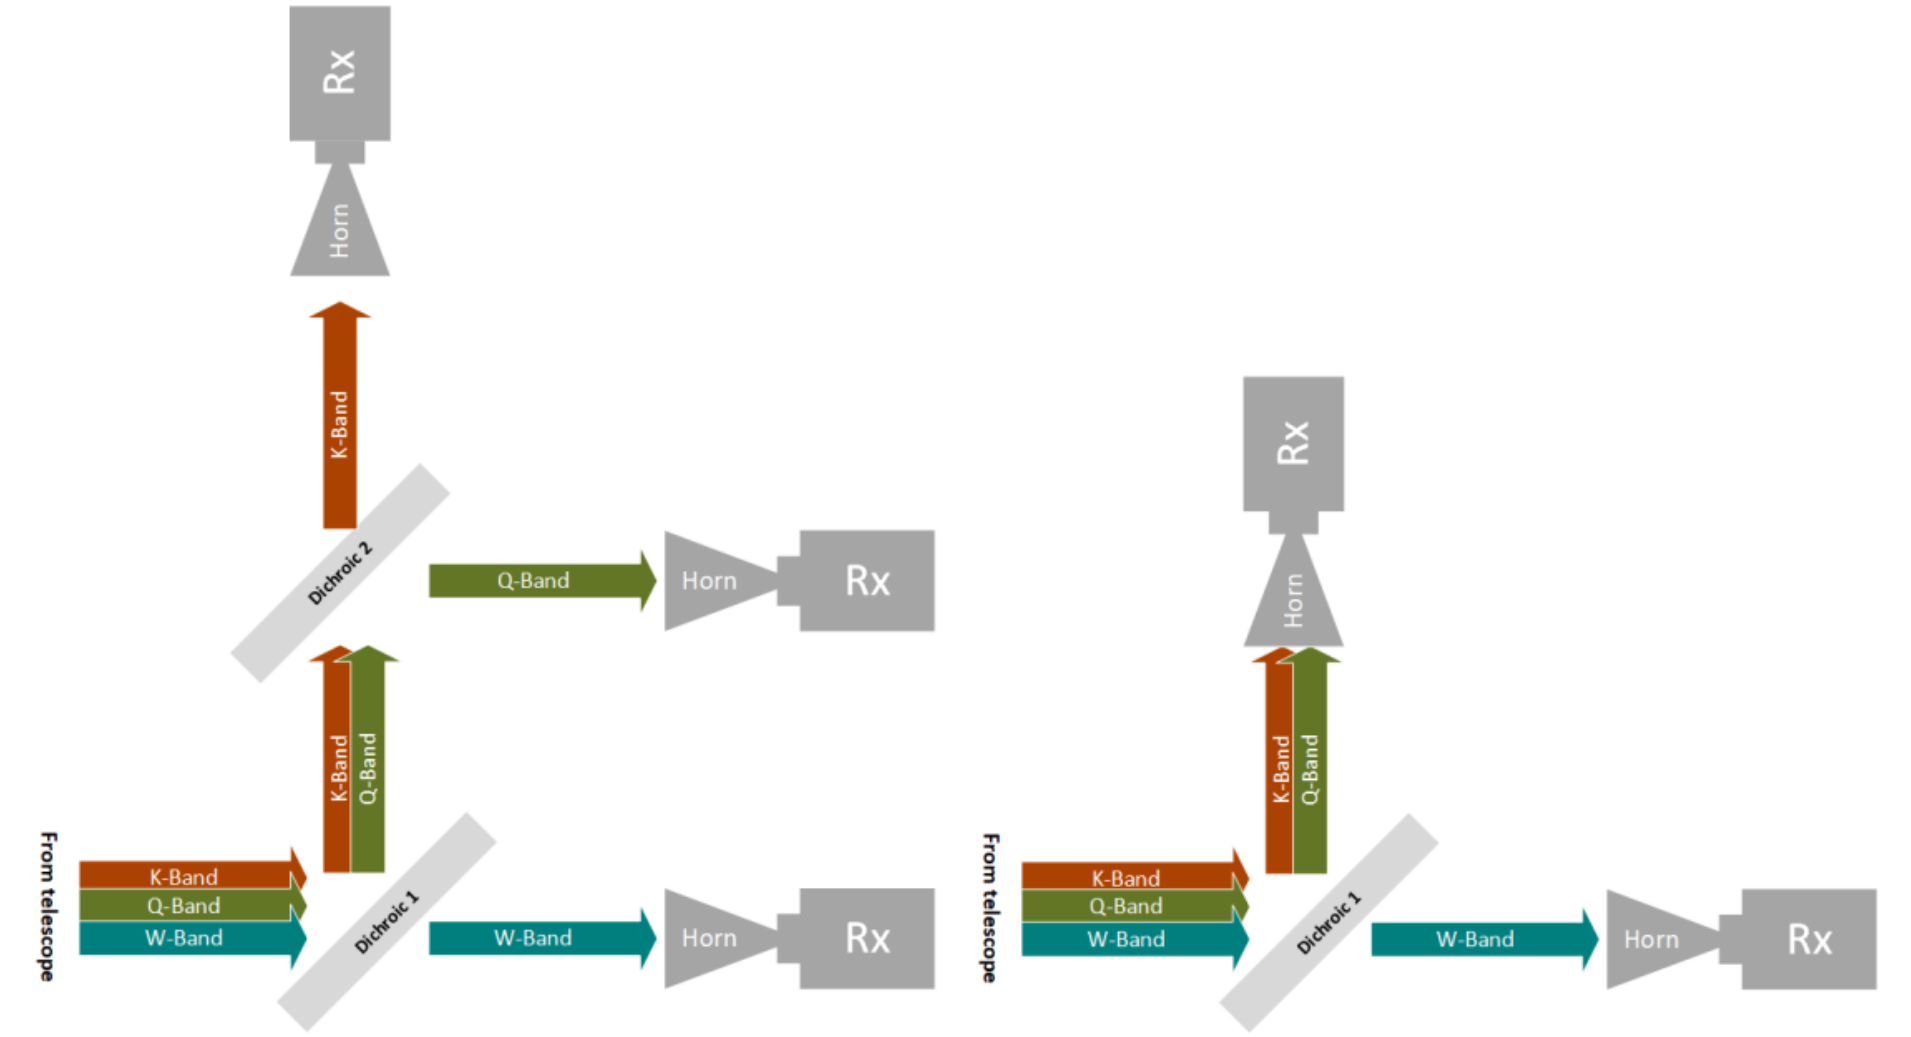 Rx
Horn
K-Band
Dichroic 2
Q-Band
Horn
Rx
K-Band
Q-Band
From telescope
K-Band
Q-Band
W-Band
Dichroic 1
W-Band
Horn
Rx
Rx
Horn
K-Band
Q-Band
From telescope
K-Band
Q-Band
W-Band
Dichroic 1
W-Band
Horn
Rx